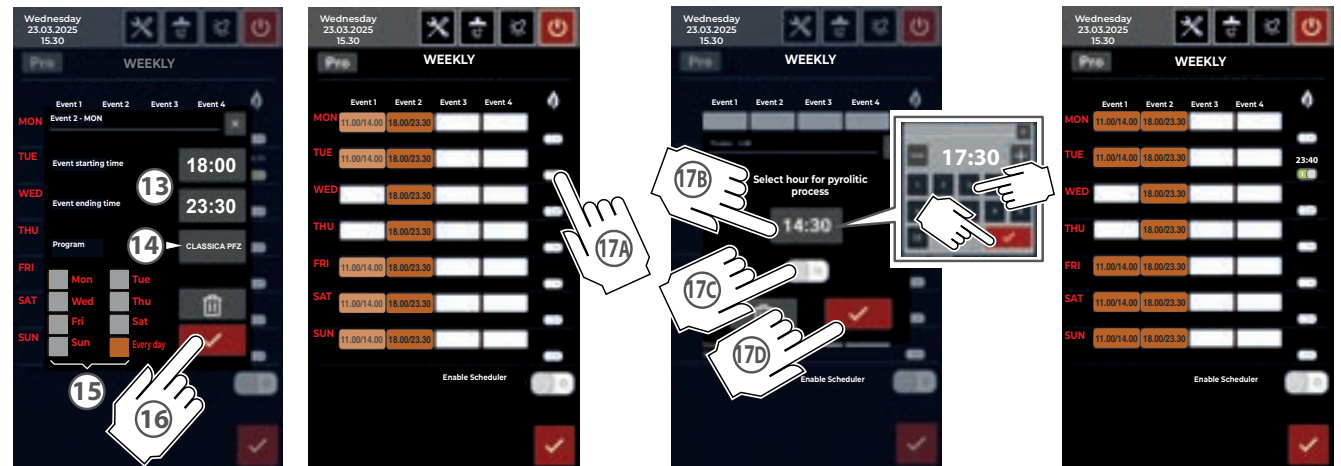 Wednesday
23.03.2025
15.30
Pro
WEEKLY
Event 1 Event 2 Event 3 Event 4
MON Event 2 - MON
TUE Event starting time 18:00
13
WED Event ending time 23:30
THU
Program 14 CLASSICA PFZ
FRI
Mon Tue
SAT Wed Thu
Fri Sat
SUN Sun Every day
15
16
Wednesday
23.03.2025
15.30
Pro
WEEKLY
Event 1 Event 2 Event 3 Event 4
MON 11.00/14.00 18.00/23.30
TUE 11.00/14.00 18.00/23.30
WED 18.00/23.30
THU 18.00/23.30
FRI 11.00/14.00 18.00/23.30
SAT 11.00/14.00 18.00/23.30
SUN 11.00/14.00 18.00/23.30
17A
Enable Scheduler
Wednesday
23.03.2025
15.30
Pro
WEEKLY
Event 1 Event 2 Event 3 Event 4
17:30
17B
Select hour for pyrolitic
process
14:30
17C
17D
Enable Scheduler
Wednesday
23.03.2025
15.30
Pro
WEEKLY
Event 1 Event 2 Event 3 Event 4
MON 11.00/14.00 18.00/23.30
TUE 11.00/14.00 18.00/23.30 23:40
WED 18.00/23.30
THU 18.00/23.30
FRI 11.00/14.00 18.00/23.30
SAT 11.00/14.00 18.00/23.30
SUN 11.00/14.00 18.00/23.30
Enable Scheduler